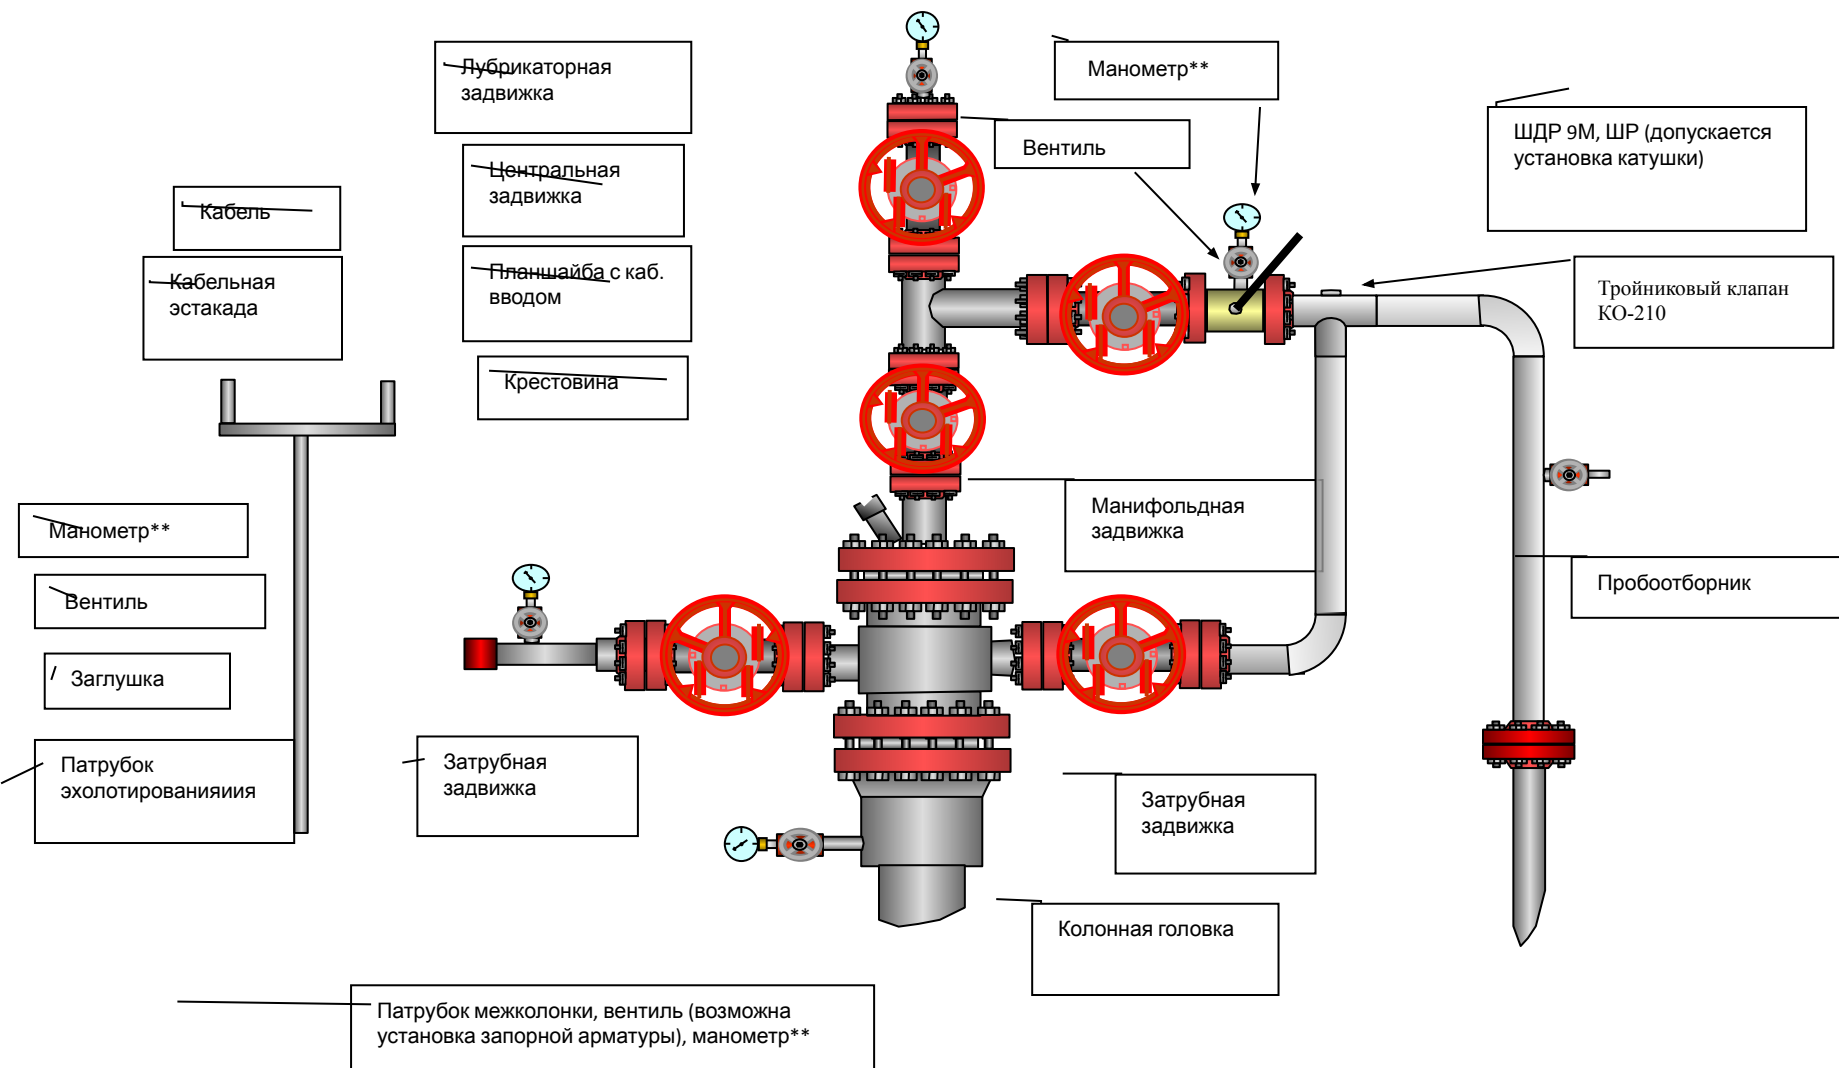 Лубрикаторная
задвижка
Манометр**
Вентиль
ШДР 9М, ШР (допускается
установка катушки)
Центральная
задвижка
Кабель
Планшайба с каб.
вводом
Кабельная
эстакада
Тройниковый клапан
КО-210
Крестовина
Манифольдная
задвижка
Манометр**
Вентиль
Пробоотборник
Заглушка
Патрубок
эхолотированияиия
Затрубная
задвижка
Затрубная
задвижка
Колонная головка
Патрубок межколонки, вентиль (возможна
установка запорной арматуры), манометр**